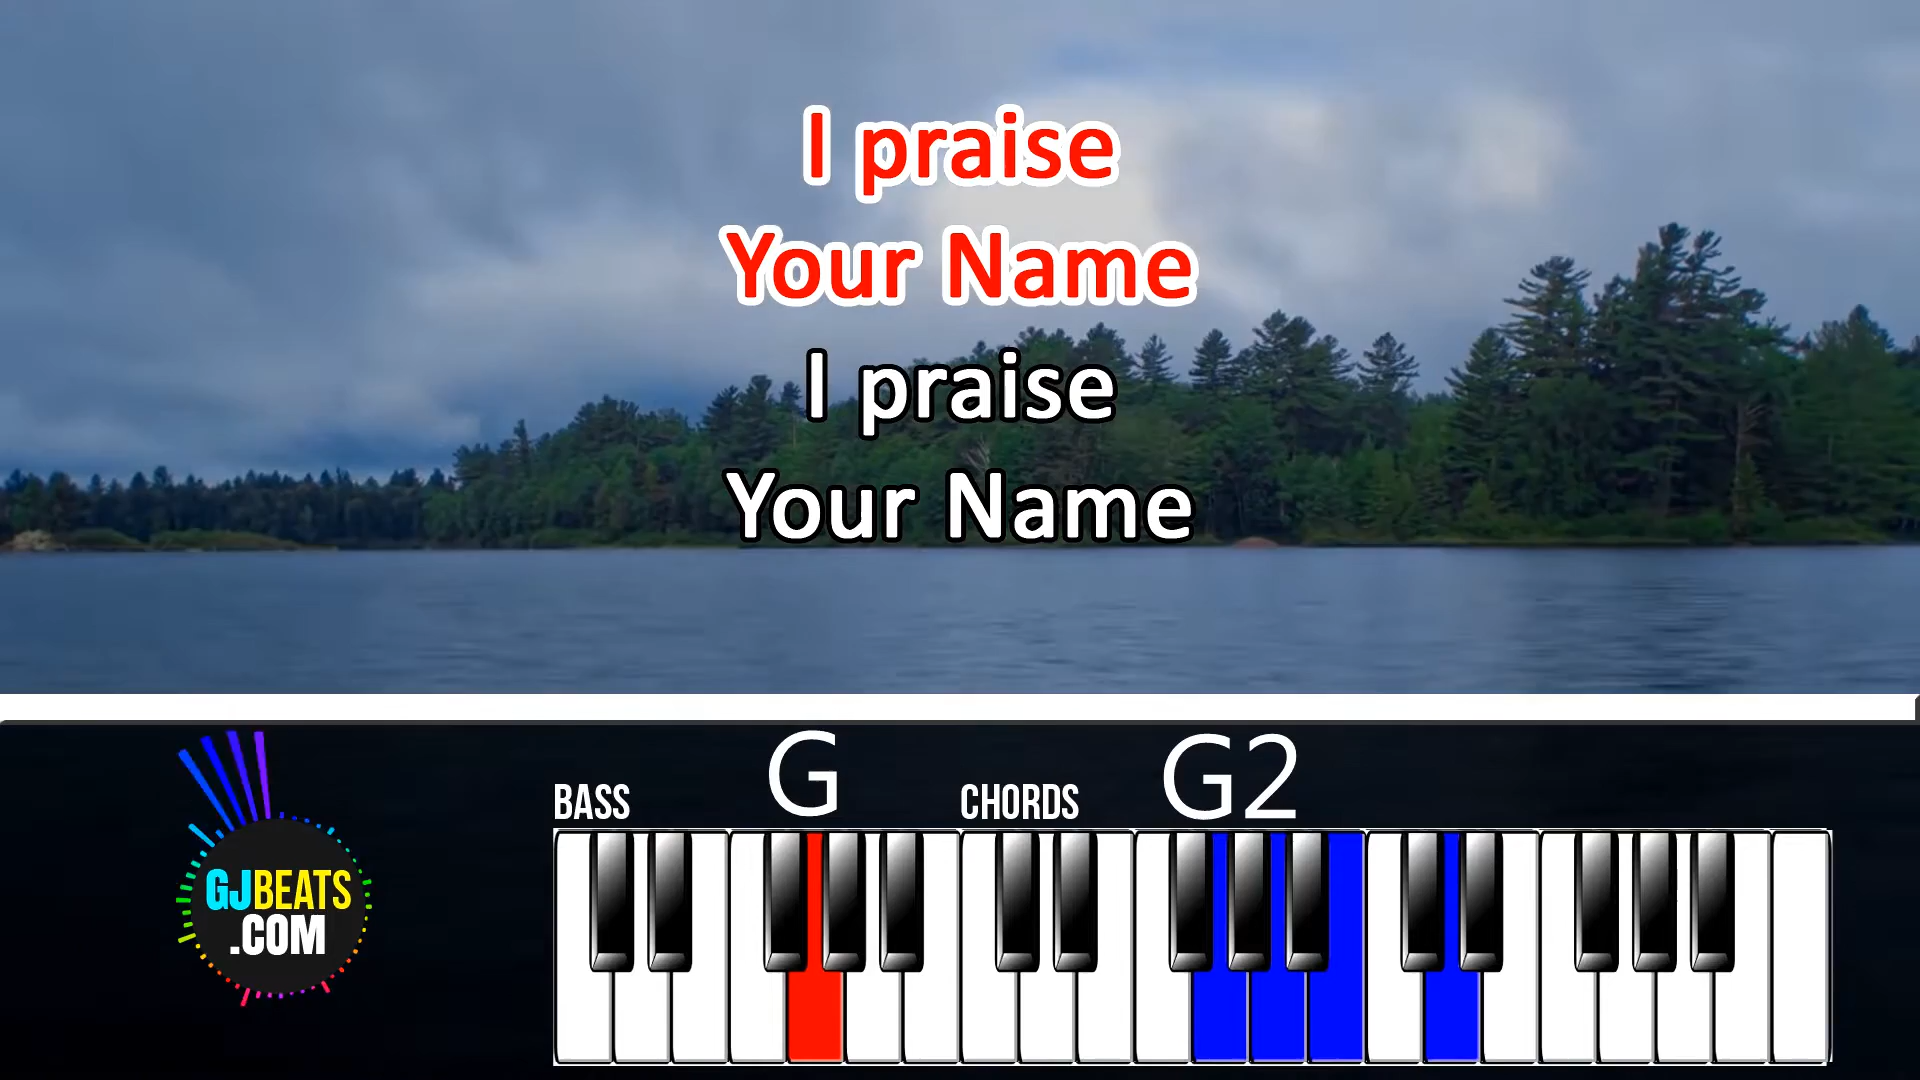 I praise
Your Name
I praise
Your Name
BASS
G
CHORDS
G2
GJBEATS
.COM